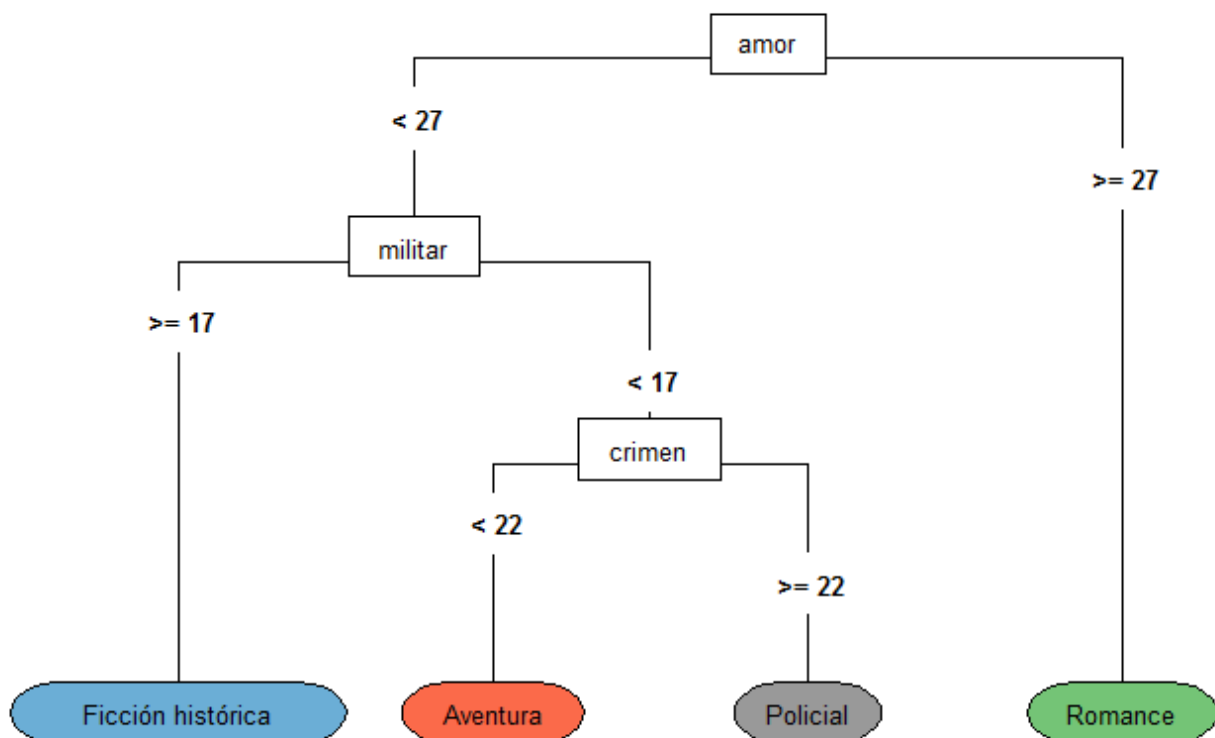 amor
< 27
>= 27
militar
>= 17
< 17
crimen
< 22
>= 22
Ficción histórica
Aventura
Policial
Romance